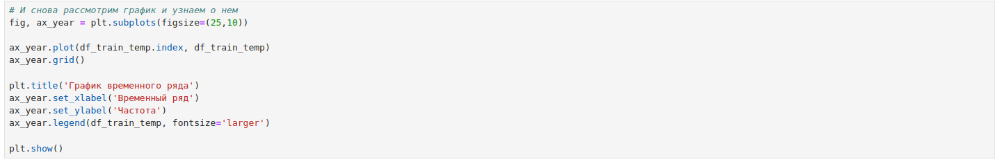 # И снова рассмотрим график и узнаем о нем
fig, ax_year = plt.subplots(figsize=(25,10))
ax_year.plot(df_train_temp.index, df_train_temp)
ax_year.grid()
plt.title('График временного ряда')
ax_year.set_xlabel('Временный ряд')
ax_year.set_ylabel('Частота')
ax_year.legend(df_train_temp, fontsize='larger')
plt.show()